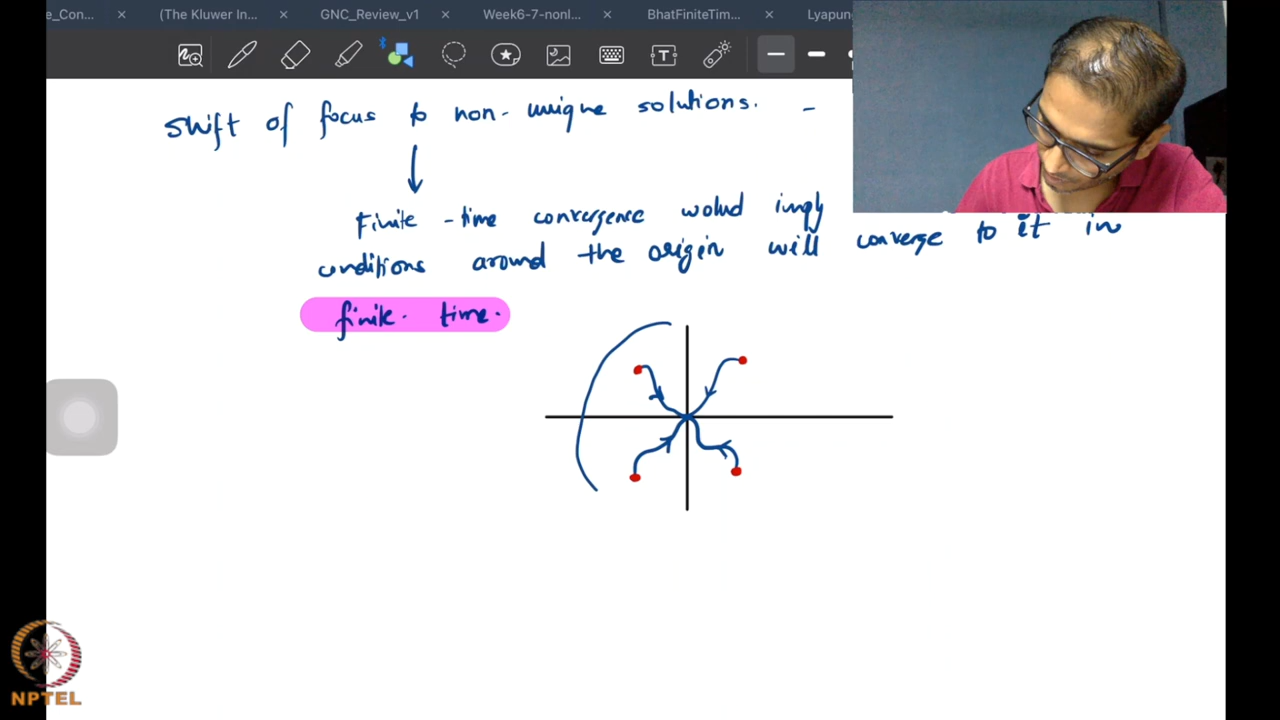 e_Con...
(The Kluwer In...
GNC_Review_v1
Week6-7-nonl...
BhatFiniteTim...
Lyapun
shift of focus to non-unique solutions. -
Finite -time convergence wolud imply
conditions around the origin will converge to it in
finite. time.
NPTEL